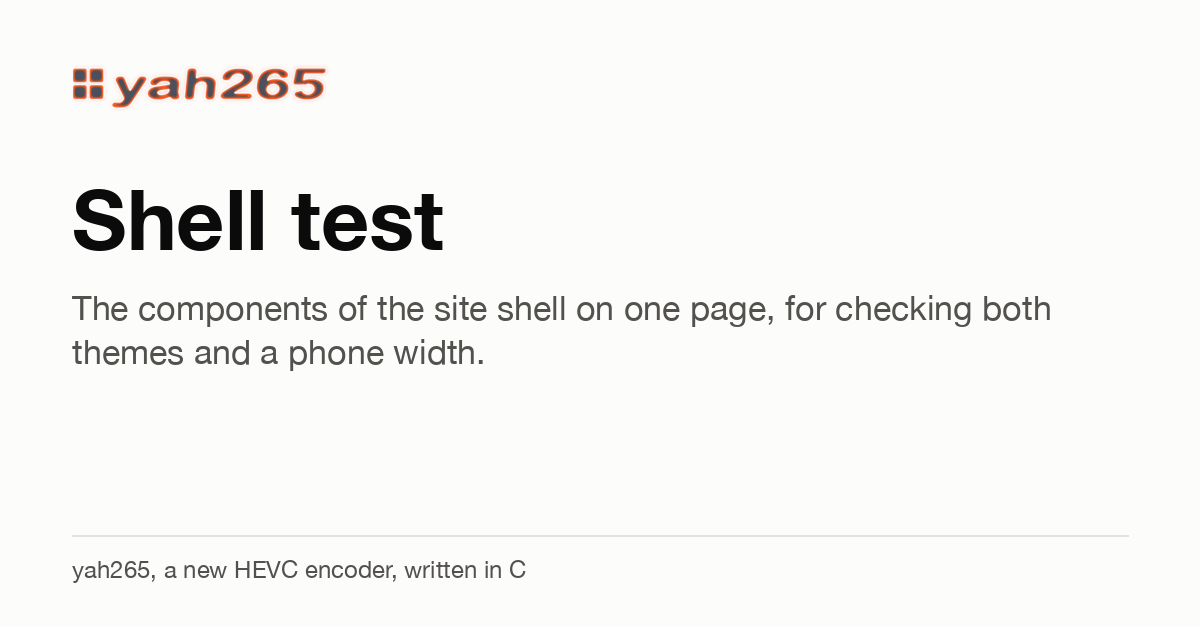 yah265
Shell test
The components of the site shell on one page, for checking both
themes and a phone width.
yah265, a new HEVC encoder, written in C